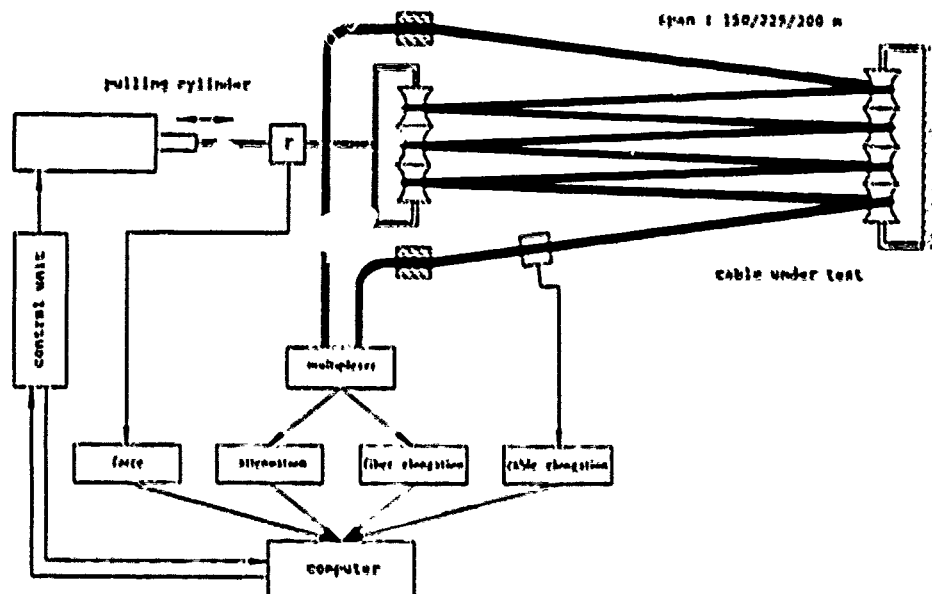 span : 150/225/300 m
pulling cylinder
F
control unit
cable under test
multiplexer
force
attenuation
fiber elongation
cable elongation
computer